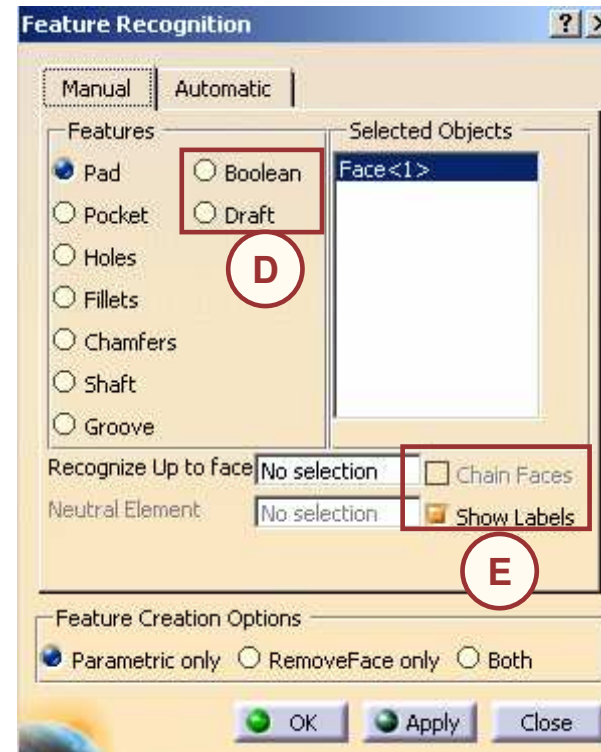 Feature Recognition ? X
Manual Automatic
Features Selected Objects
Pad Boolean Face<1>
Pocket Draft
Holes D
Fillets
Chamfers
Shaft
Groove
Recognize Up to face No selection Chain Faces
Neutral Element No selection Show Labels
E
Feature Creation Options
Parametric only RemoveFace only Both
OK Apply Close